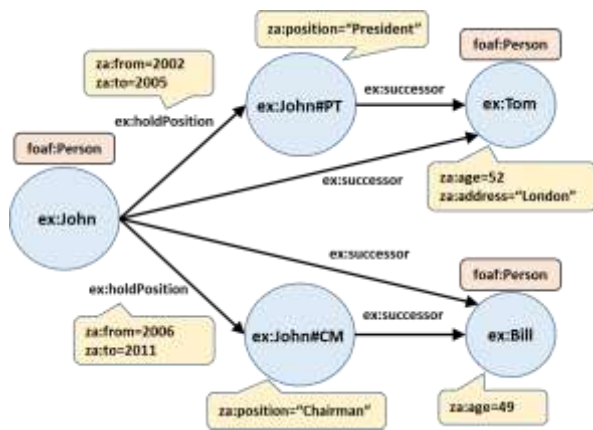 za:position="President"
foaf:Person
za:from=2002
za:to=2005
ex:successor
ex:John#PT
ex:Tom
ex:holdPosition
foaf:Person
ex:successor
za:age=52
za:address="London"
ex:John
ex:successor
foaf:Person
ex:holdPosition
ex:successor
za:from=2006
za:to=2011
ex:John#CM
ex:Bill
za:position="Chairman"
za:age=49